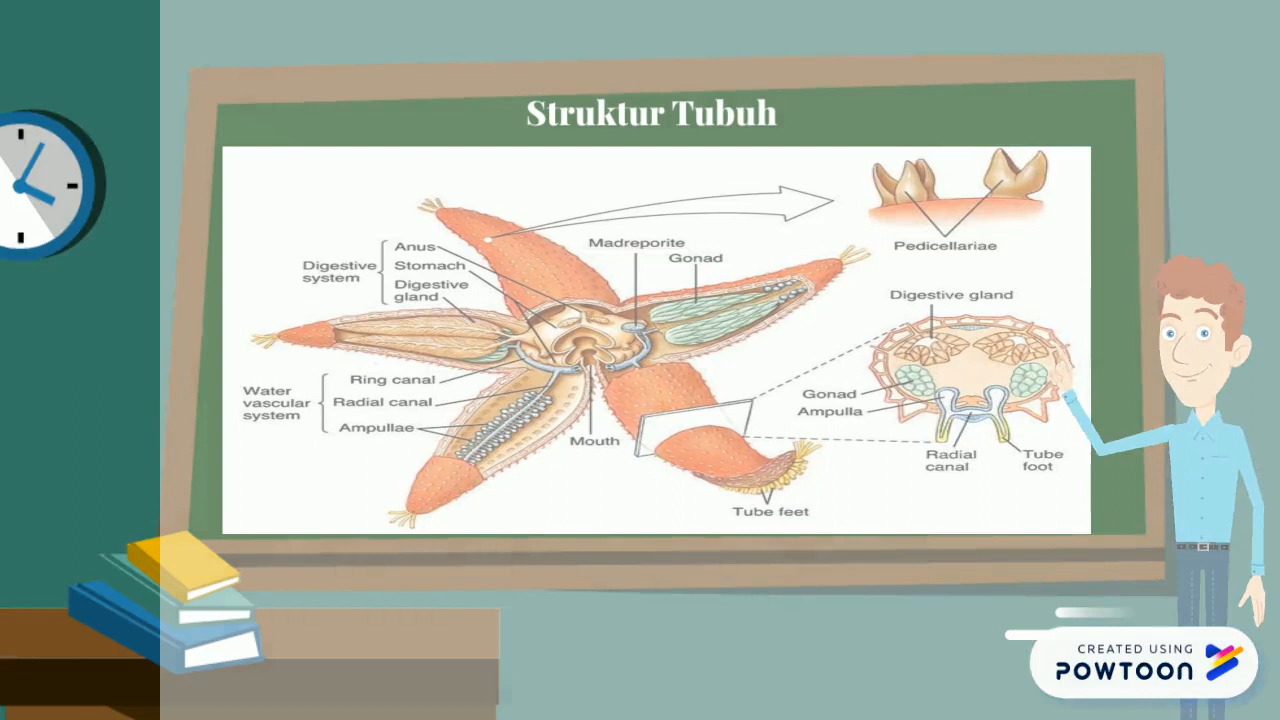 Struktur Tubuh
Pedicellariae
Anus
Stomach
Digestive
gland
Digestive
system
Madreporite
Gonad
Digestive gland
Water
vascular
system
Ring canal
Radial canal
Ampullae
Mouth
Tube feet
Gonad
Ampulla
Radial
canal
Tube
foot
CREATED USING
POWTOON